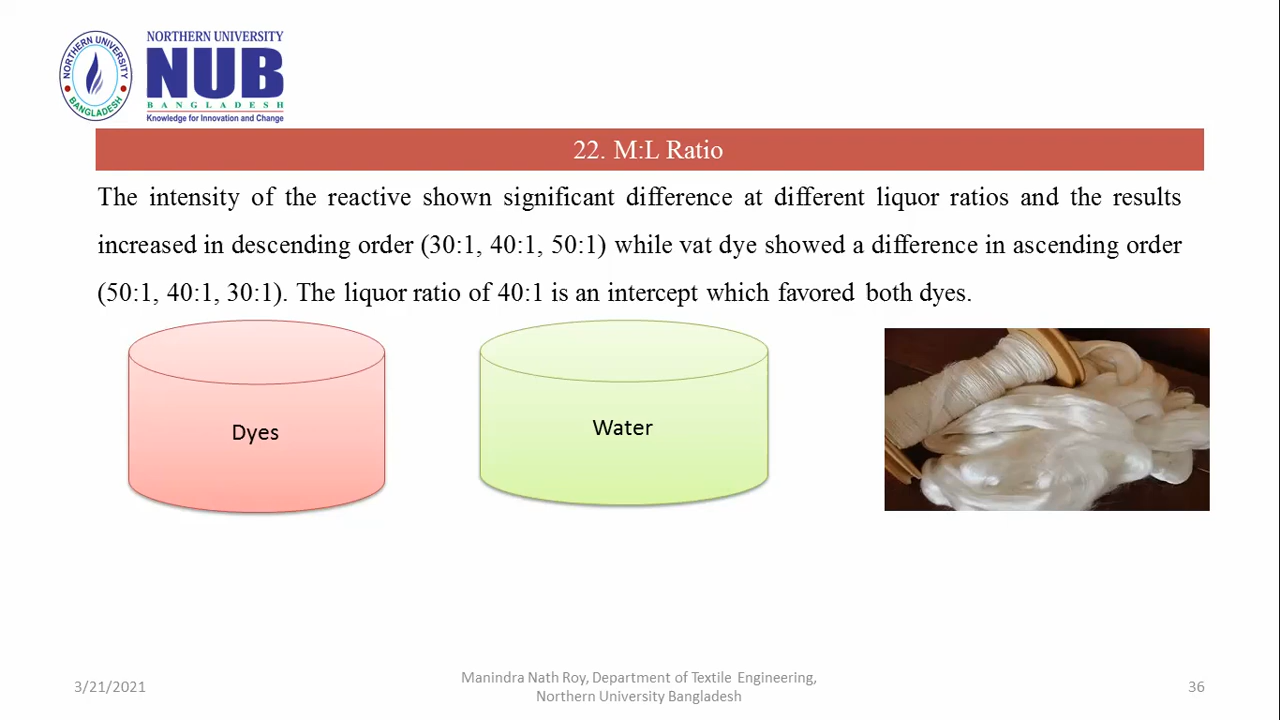 NORTHERN UNIVERSITY
BANGLADESH
NORTHERN UNIVERSITY
NUB
BANGLADESH
Knowledge for Innovation and Change
22. M:L Ratio
The intensity of the reactive shown significant difference at different liquor ratios and the results
increased in descending order (30:1, 40:1, 50:1) while vat dye showed a difference in ascending order
(50:1, 40:1, 30:1). The liquor ratio of 40:1 is an intercept which favored both dyes.
Dyes
Water
3/21/2021
Manindra Nath Roy, Department of Textile Engineering,
Northern University Bangladesh
36